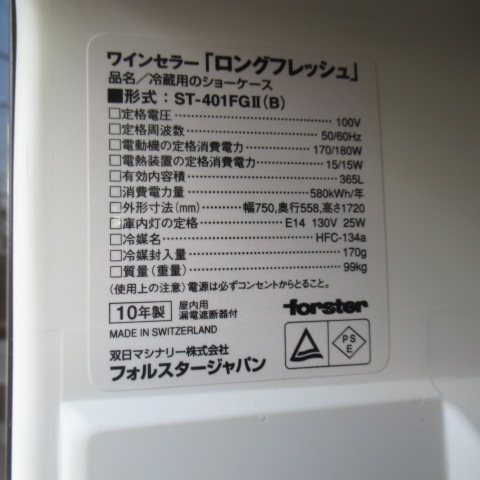 ワインセラー「ロングフレッシュ」
品名／冷蔵用のショーケース
■形式：ST-401FGⅡ(B)
□定格電圧 100V
□定格周波数 50/60Hz
□電動機の定格消費電力 170/180W
□電熱装置の定格消費電力 15/15W
□有効内容積 365L
□消費電力量 580kWh/年
□外形寸法(mm) 幅750,奥行558,高さ1720
□庫内灯の定格 E14 130V 25W
□冷媒名 HFC-134a
□冷媒封入量 170g
□質量(重量) 99kg
(使用上の注意)電源は必ずコンセントからとること。
10年製 屋内用 漏電遮断器付 forster
MADE IN SWITZERLAND
双日マシナリー株式会社
フォルスタージャパン
PS
E